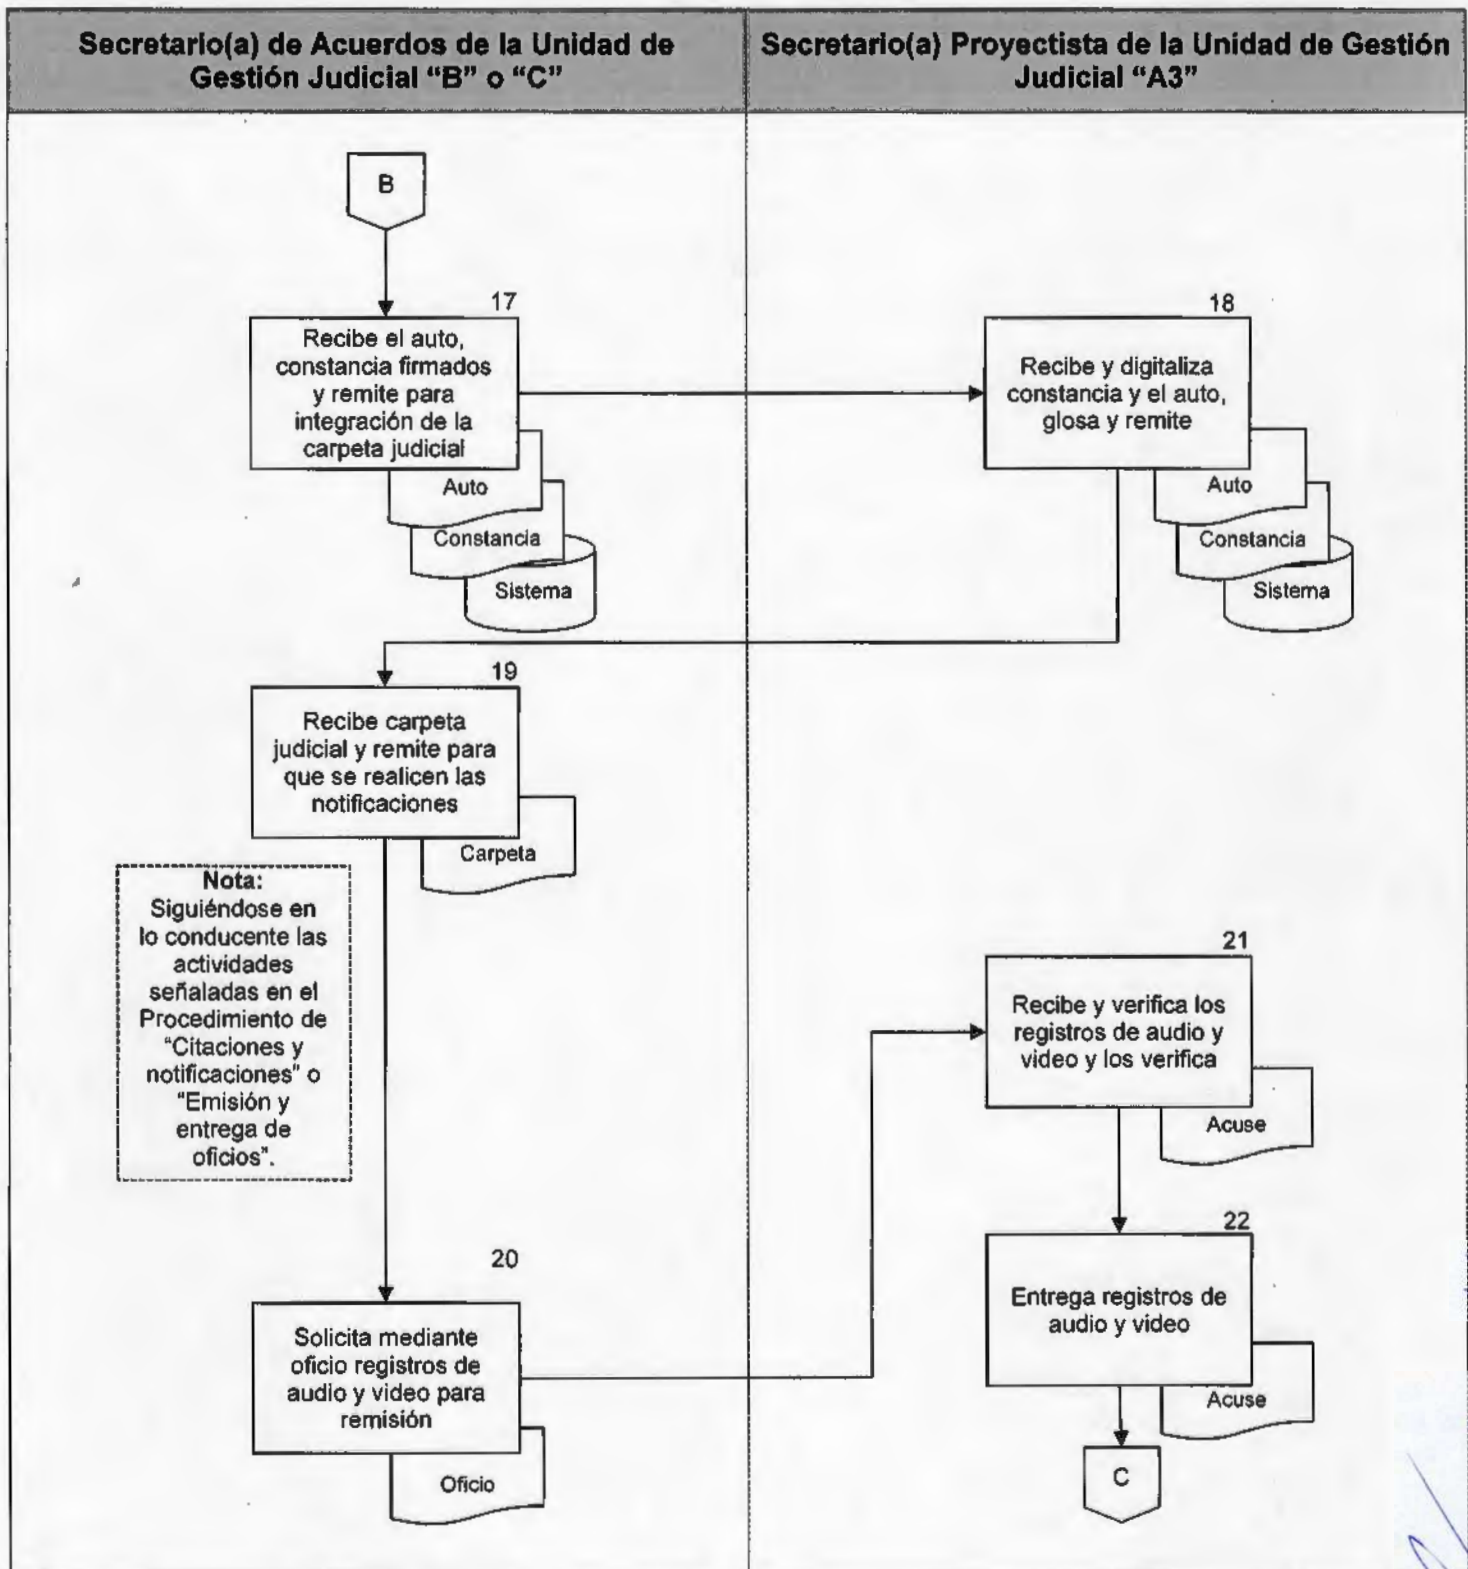 Secretario(a) de Acuerdos de la Unidad de
Gestión Judicial “B” o “C”
Secretario(a) Proyectista de la Unidad de Gestión
Judicial “A3”
B
17
Recibe el auto,
constancia firmados
y remite para
integración de la
carpeta judicial
Auto
Constancia
Sistema
18
Recibe y digitaliza
constancia y el auto,
glosa y remite
Auto
Constancia
Sistema
19
Recibe carpeta
judicial y remite para
que se realicen las
notificaciones
Carpeta
Nota:
Siguiéndose en
lo conducente las
actividades
señaladas en el
Procedimiento de
“Citaciones y
notificaciones” o
“Emisión y
entrega de
oficios”.
20
Solicita mediante
oficio registros de
audio y video para
remisión
Oficio
21
Recibe y verifica los
registros de audio y
video y los verifica
Acuse
22
Entrega registros de
audio y video
Acuse
C